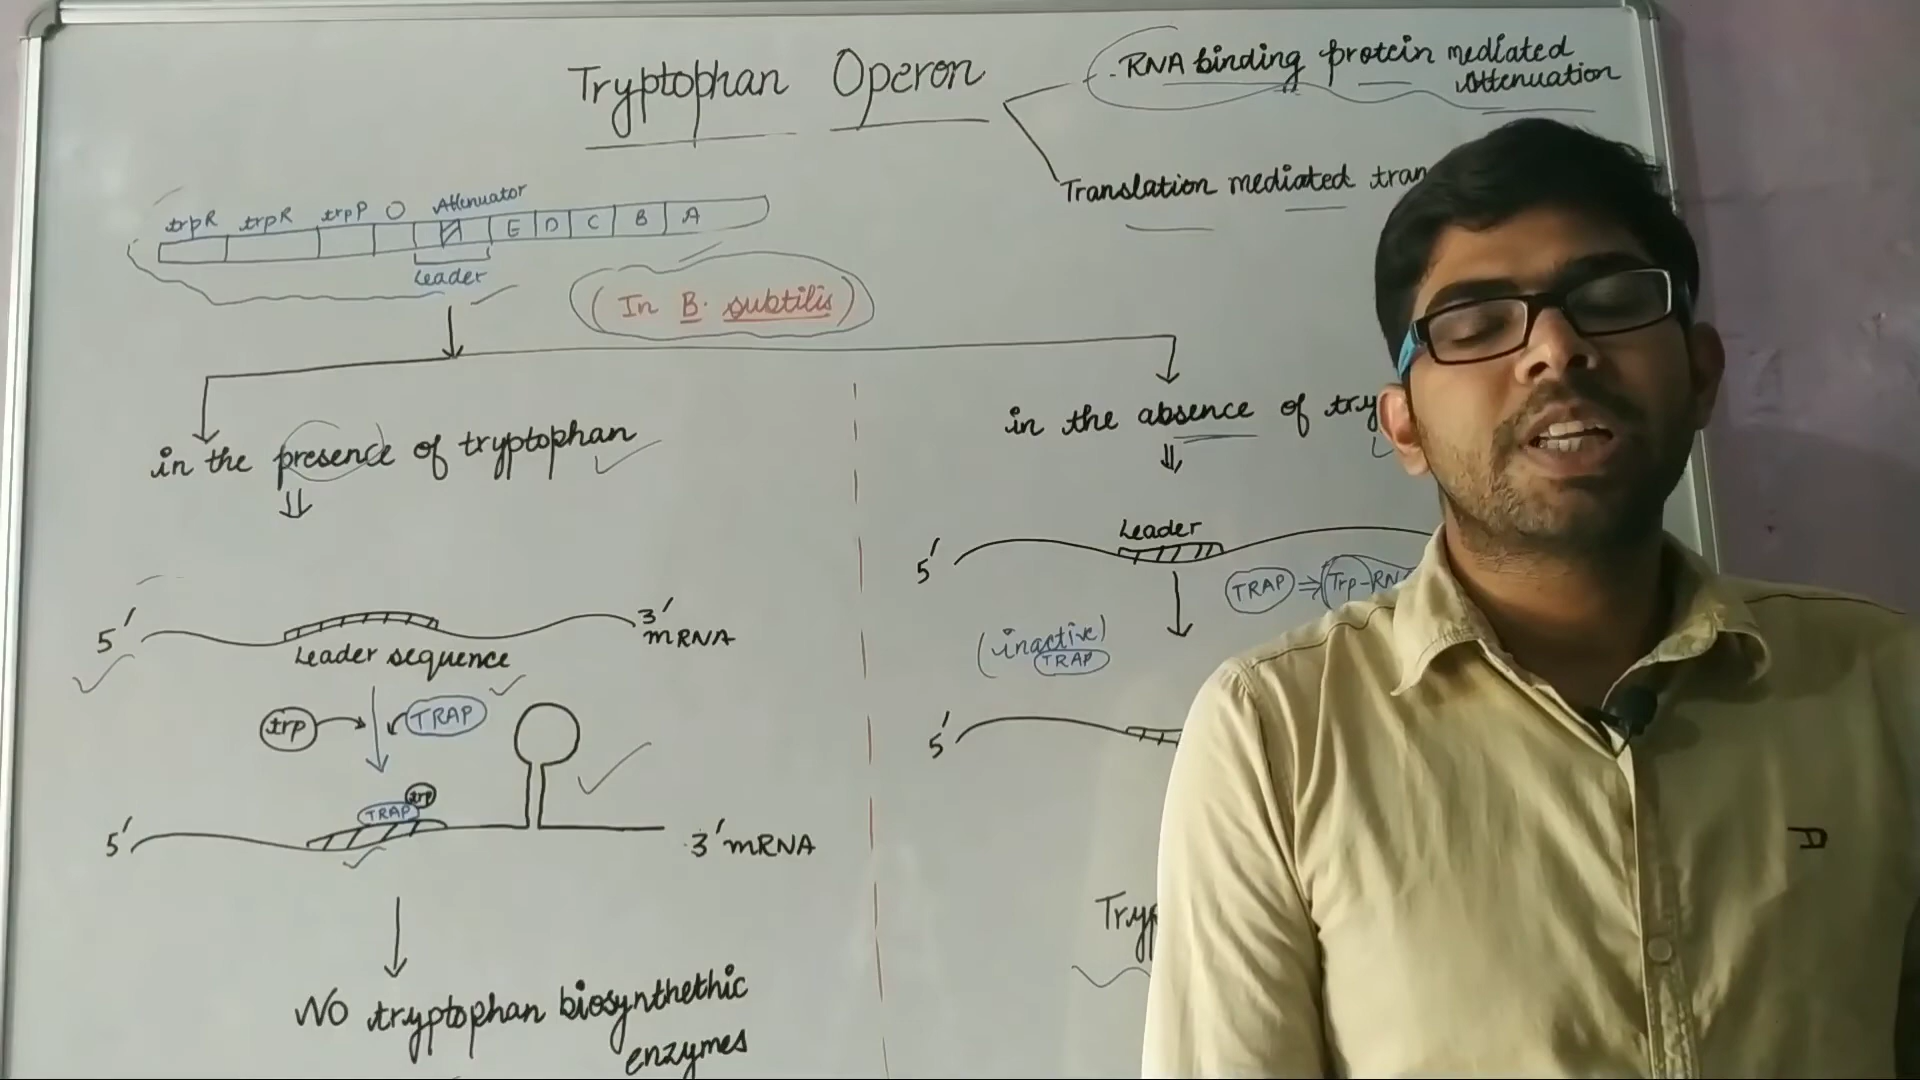 Tryptophan Operon
RNA binding protein mediated
Attenuation
Translation mediated tran
trpR trpR trpP O Attenuator
E D C B A
Leader
(In B. subtilis)
in the presence of tryptophan
in the absence of try
5'
3'
mRNA
Leader sequence
trp
TRAP
trp
TRAP
5'
3' mRNA
NO tryptophan biosynthethic
enzymes
Leader
5'
TRAP ⇒ Trp-RN
(inactive)
TRAP
5'
Tryp
A